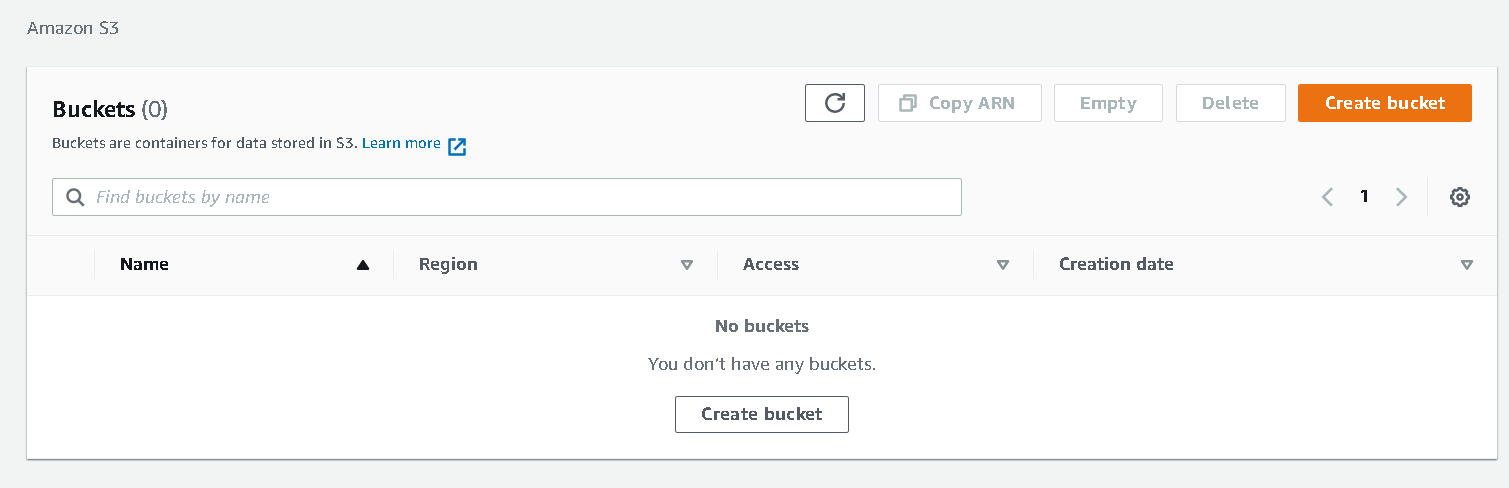 Amazon S3
Buckets (0)
Copy ARN
Empty
Delete
Create bucket
Buckets are containers for data stored in S3. Learn more
Find buckets by name
1
Name
Region
Access
Creation date
No buckets
You don't have any buckets.
Create bucket